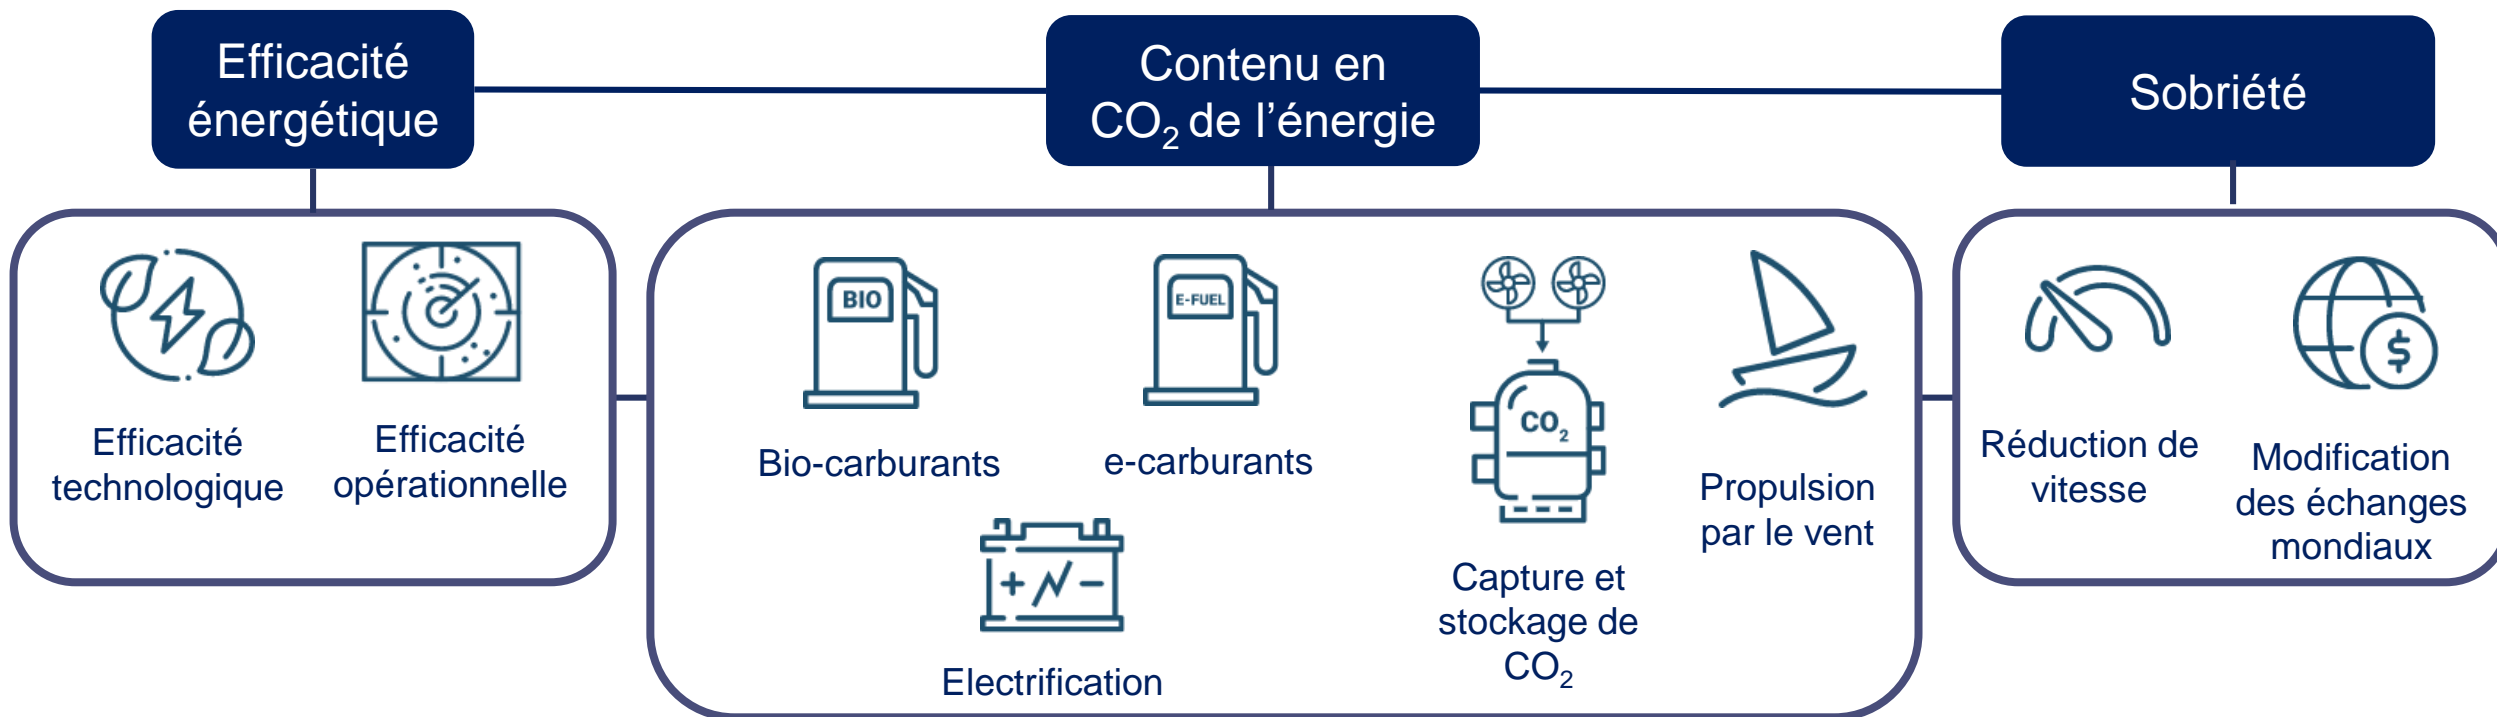 Efficacité
énergétique
Contenu en
CO₂ de l’énergie
Sobriété
Efficacité
technologique
Efficacité
opérationnelle
BIO
Bio-carburants
E-FUEL
e-carburants
+ -
Electrification
CO₂
Capture et
stockage de
CO₂
Propulsion
par le vent
Réduction de
vitesse
$
Modification
des échanges
mondiaux